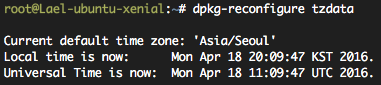 root@Lael-ubuntu-xenial:~# dpkg-reconfigure tzdata
Current default time zone: 'Asia/Seoul'
Local time is now:      Mon Apr 18 20:09:47 KST 2016.
Universal Time is now:  Mon Apr 18 11:09:47 UTC 2016.